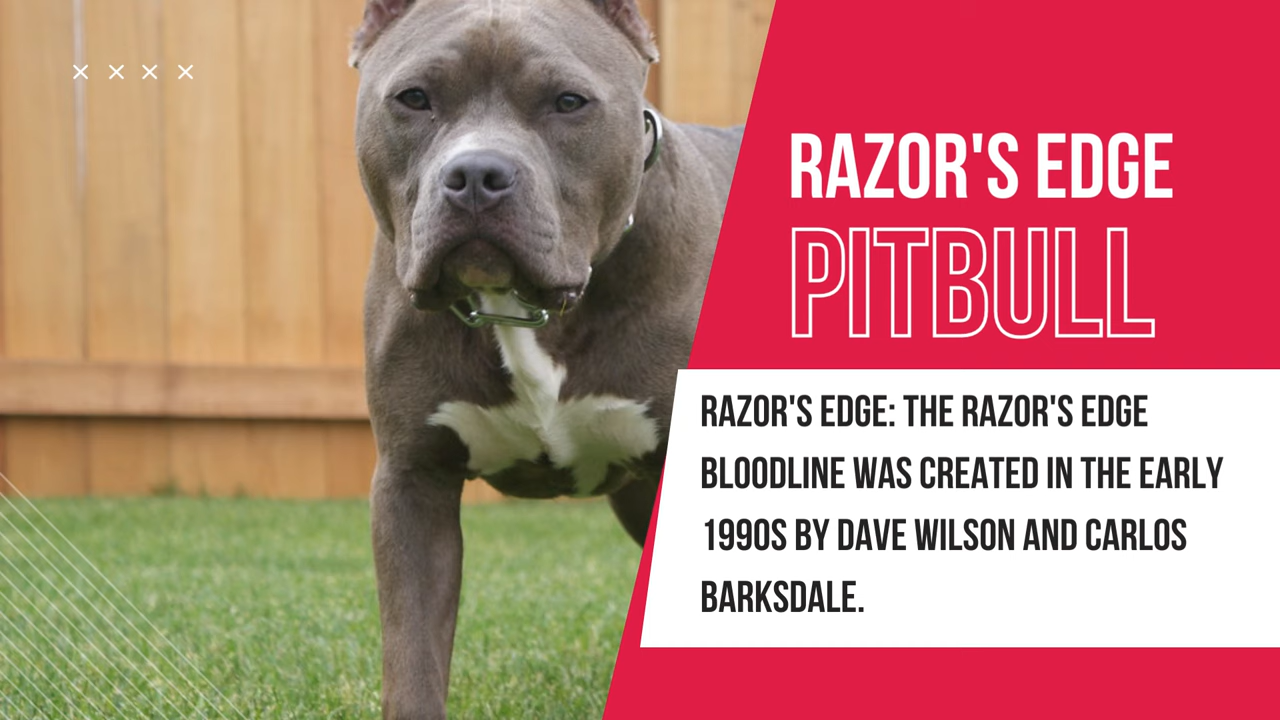 RAZOR'S EDGE
PITBULL
RAZOR'S EDGE: THE RAZOR'S EDGE
BLOODLINE WAS CREATED IN THE EARLY
1990S BY DAVE WILSON AND CARLOS
BARKSDALE.